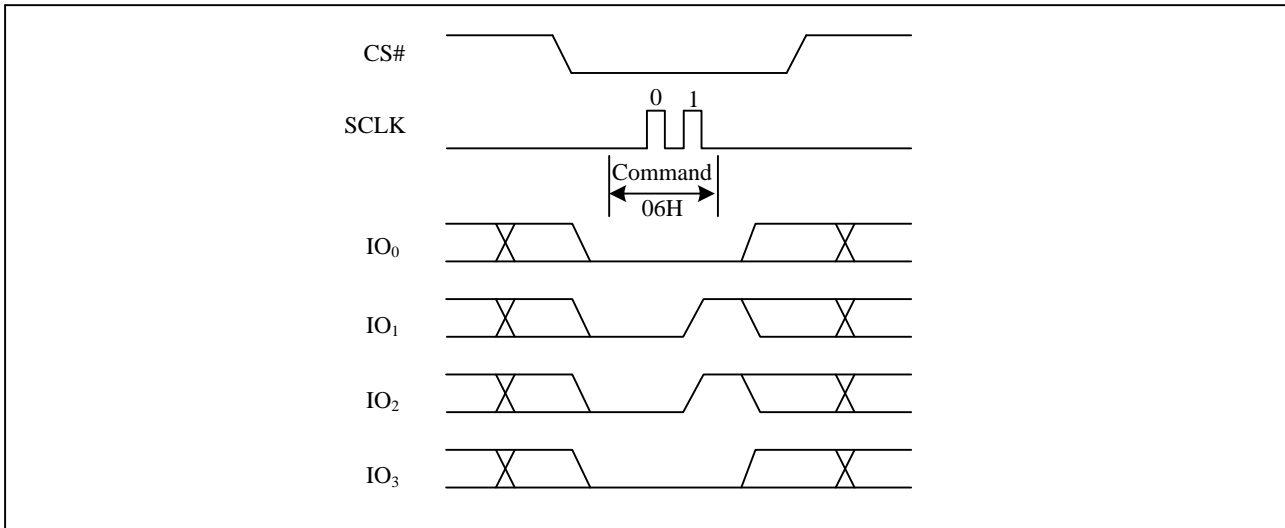 CS#
0 1
SCLK
Command
06H
IO₀
IO₁
IO₂
IO₃